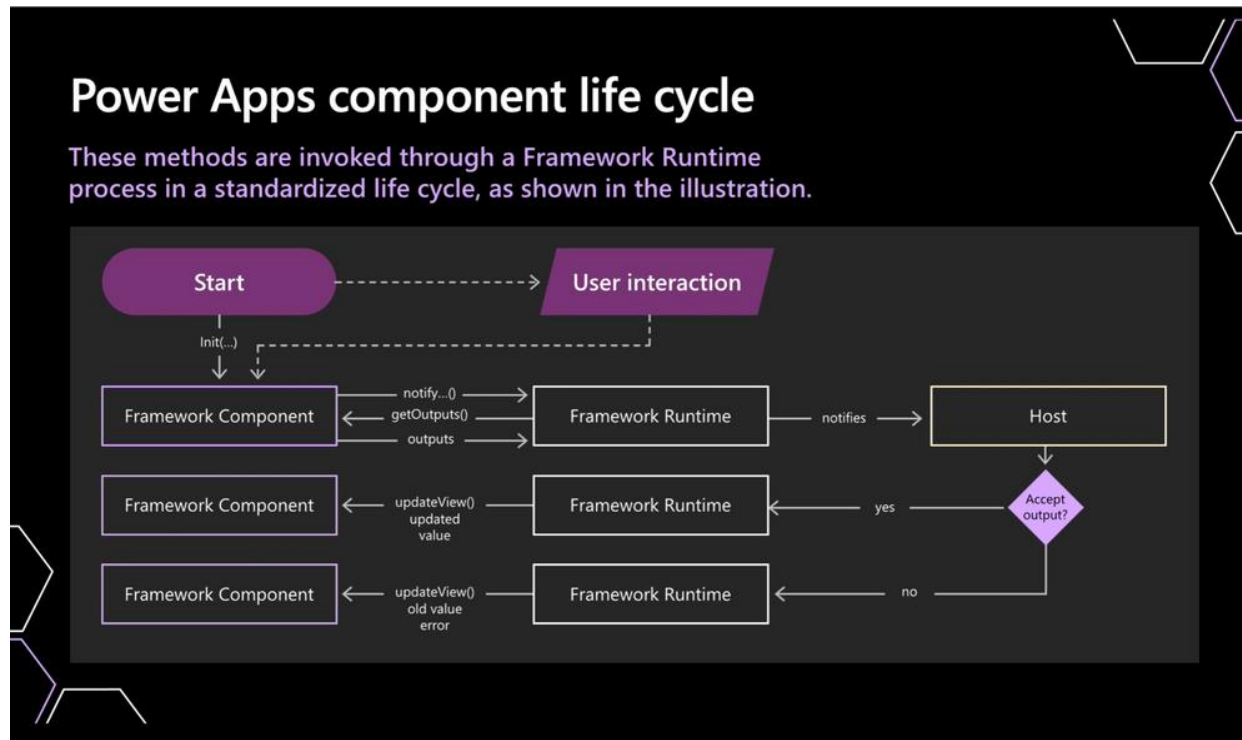 Power Apps component life cycle
These methods are invoked through a Framework Runtime
process in a standardized life cycle, as shown in the illustration.
Start
User interaction
Init(...)
Framework Component
notify...()
getOutputs()
outputs
Framework Runtime
notifies
Host
Accept
output?
Framework Component
updateView()
updated
value
Framework Runtime
yes
Framework Component
updateView()
old value
error
Framework Runtime
no